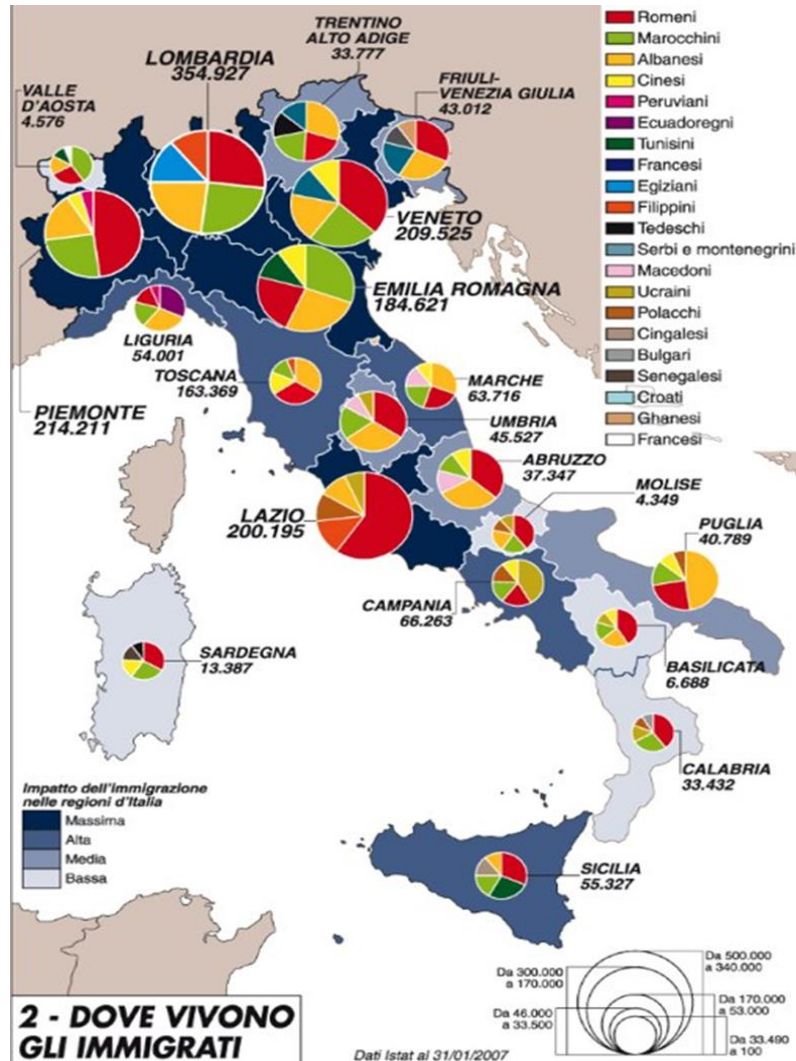 TRENTINO
ALTO ADIGE
33.777
LOMBARDIA
354.927
VALLE
D'AOSTA
4.576
FRIULI-
VENEZIA GIULIA
43.012
VENETO
209.525
EMILIA ROMAGNA
184.621
LIGURIA
54.001
TOSCANA
163.369
MARCHE
63.716
PIEMONTE
214.211
UMBRIA
45.527
ABRUZZO
37.347
MOLISE
4.349
LAZIO
200.195
PUGLIA
40.789
CAMPANIA
66.263
BASILICATA
6.688
SARDEGNA
13.387
CALABRIA
33.432
SICILIA
55.327
Romeni
Marocchini
Albanesi
Cinesi
Peruviani
Ecuadoregni
Tunisini
Francesi
Egiziani
Filippini
Tedeschi
Serbi e montenegrini
Macedoni
Ucraini
Polacchi
Cingalesi
Bulgari
Senegalesi
Croati
Ghanesi
Francesi
Impatto dell'immigrazione
nelle regioni d'Italia
Massima
Alta
Media
Bassa
Da 500.000
a 340.000
Da 300.000
a 170.000
Da 170.000
a 53.000
Da 46.000
a 33.500
Da 33.490
a 100
2 - DOVE VIVONO
GLI IMMIGRATI
Dati Istat al 31/01/2007